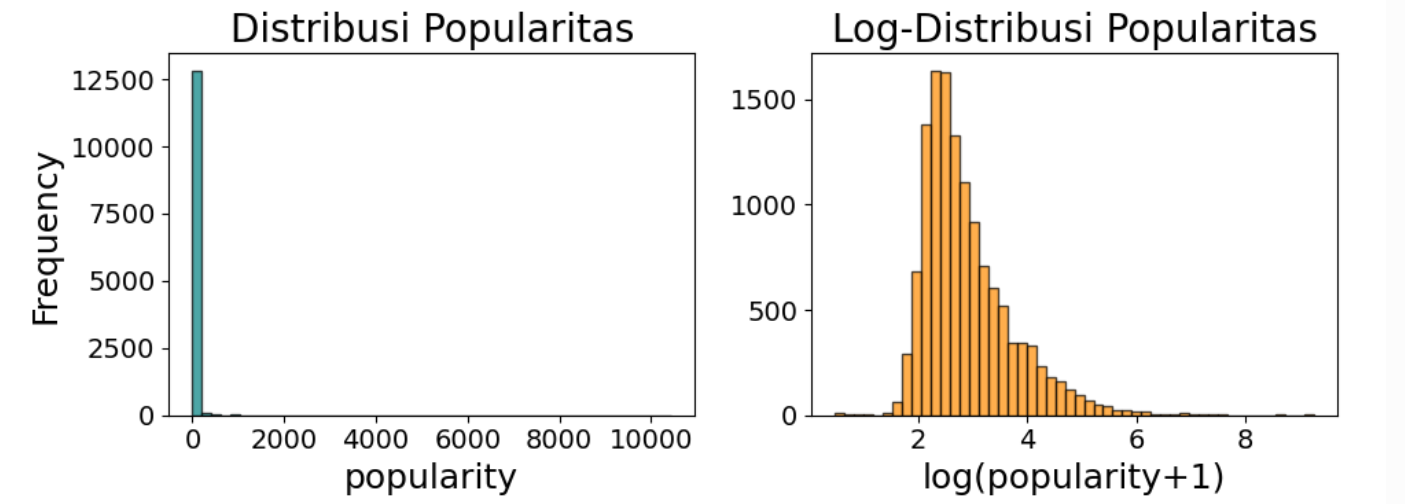 Distribusi Popularitas
Frequency
12500
10000
7500
5000
2500
0
0 2000 4000 6000 8000 10000
popularity
Log-Distribusi Popularitas
1500
1000
500
0
2 4 6 8
log(popularity+1)